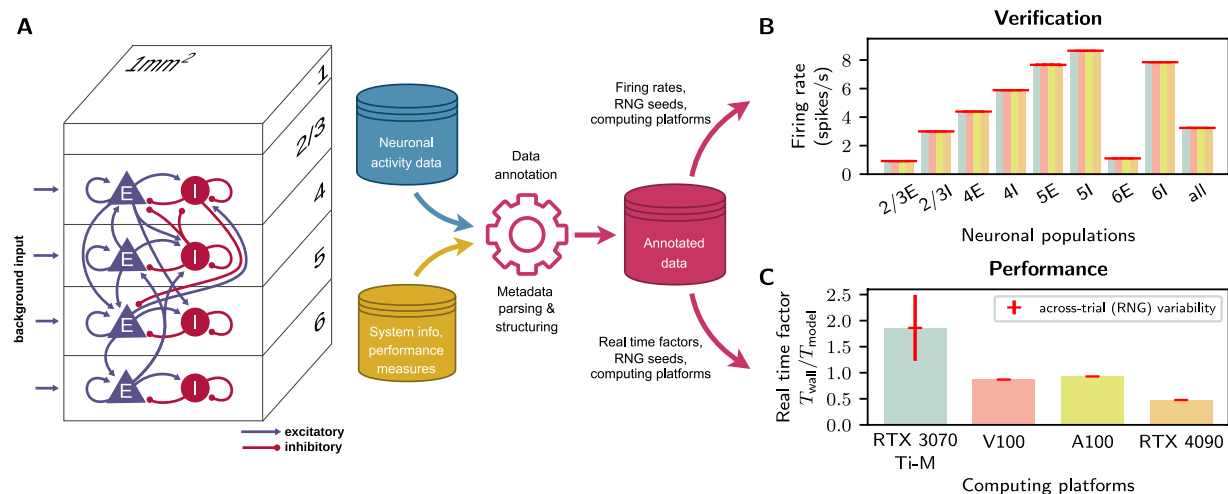 A
1mm²
1
2/3
4
5
6
background input
E
I
E
I
E
I
E
I
excitatory
inhibitory
Neuronal
activity data
System info,
performance
measures
Data
annotation
Metadata
parsing &
structuring
Annotated
data
Firing rates,
RNG seeds,
computing platforms
Real time factors,
RNG seeds,
computing platforms
B
Verification
Firing rate
(spikes/s)
8
6
4
2
0
2/3E
2/3I
4E
4I
5E
5I
6E
6I
all
Neuronal populations
C
Performance
Real time factor
T_wall/T_model
2.5
2.0
1.5
1.0
0.5
0.0
across-trial (RNG) variability
RTX 3070
Ti-M
V100
A100
RTX 4090
Computing platforms